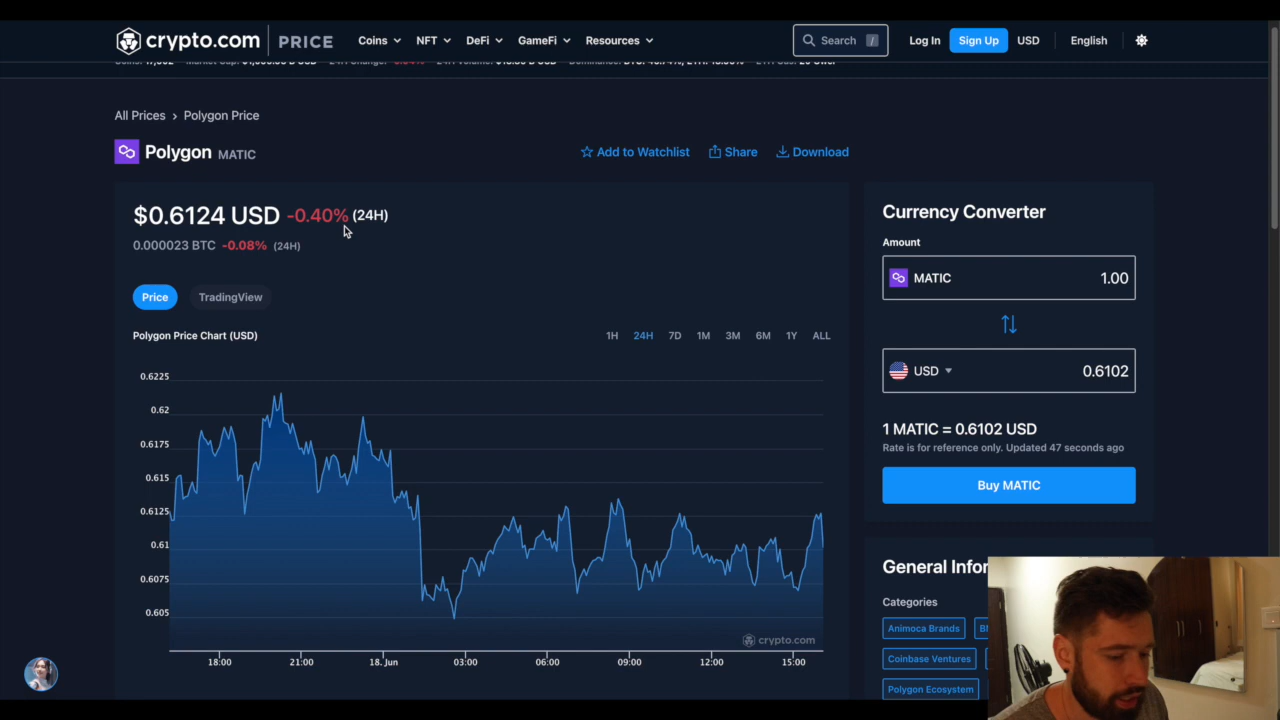 crypto.com PRICE Coins NFT DeFi GameFi Resources Search / Log In Sign Up USD English
All Prices > Polygon Price
Polygon MATIC
Add to Watchlist Share Download
$0.6124 USD -0.40% (24H)
0.000023 BTC -0.08% (24H)
Price TradingView
Polygon Price Chart (USD)
1H 24H 7D 1M 3M 6M 1Y ALL
0.6225
0.62
0.6175
0.615
0.6125
0.61
0.6075
0.605
crypto.com
18:00 21:00 18. Jun 03:00 06:00 09:00 12:00 15:00
Currency Converter
Amount
MATIC 1.00
USD 0.6102
1 MATIC = 0.6102 USD
Rate is for reference only. Updated 47 seconds ago
Buy MATIC
General Infor
Categories
Animoca Brands
Coinbase Ventures
Polygon Ecosystem